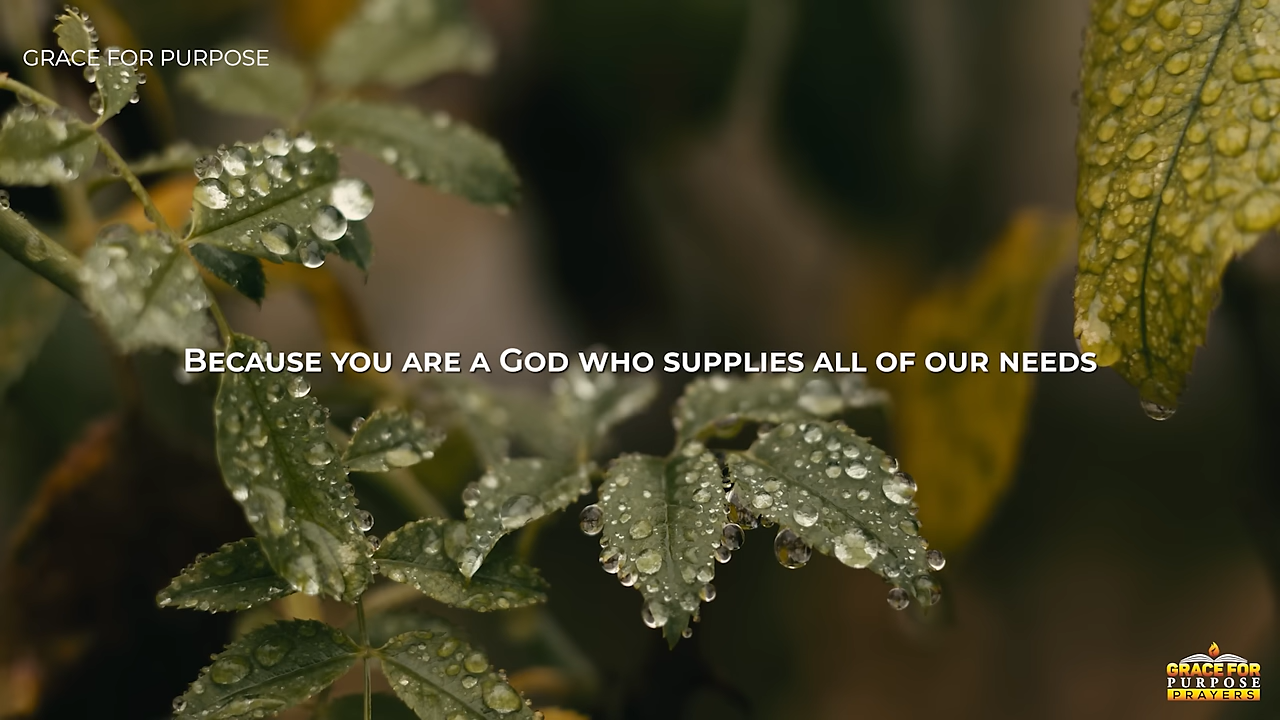 GRACE FOR PURPOSE
Because you are a God who supplies all of our needs
GRACE FOR
PURPOSE
PRAYERS